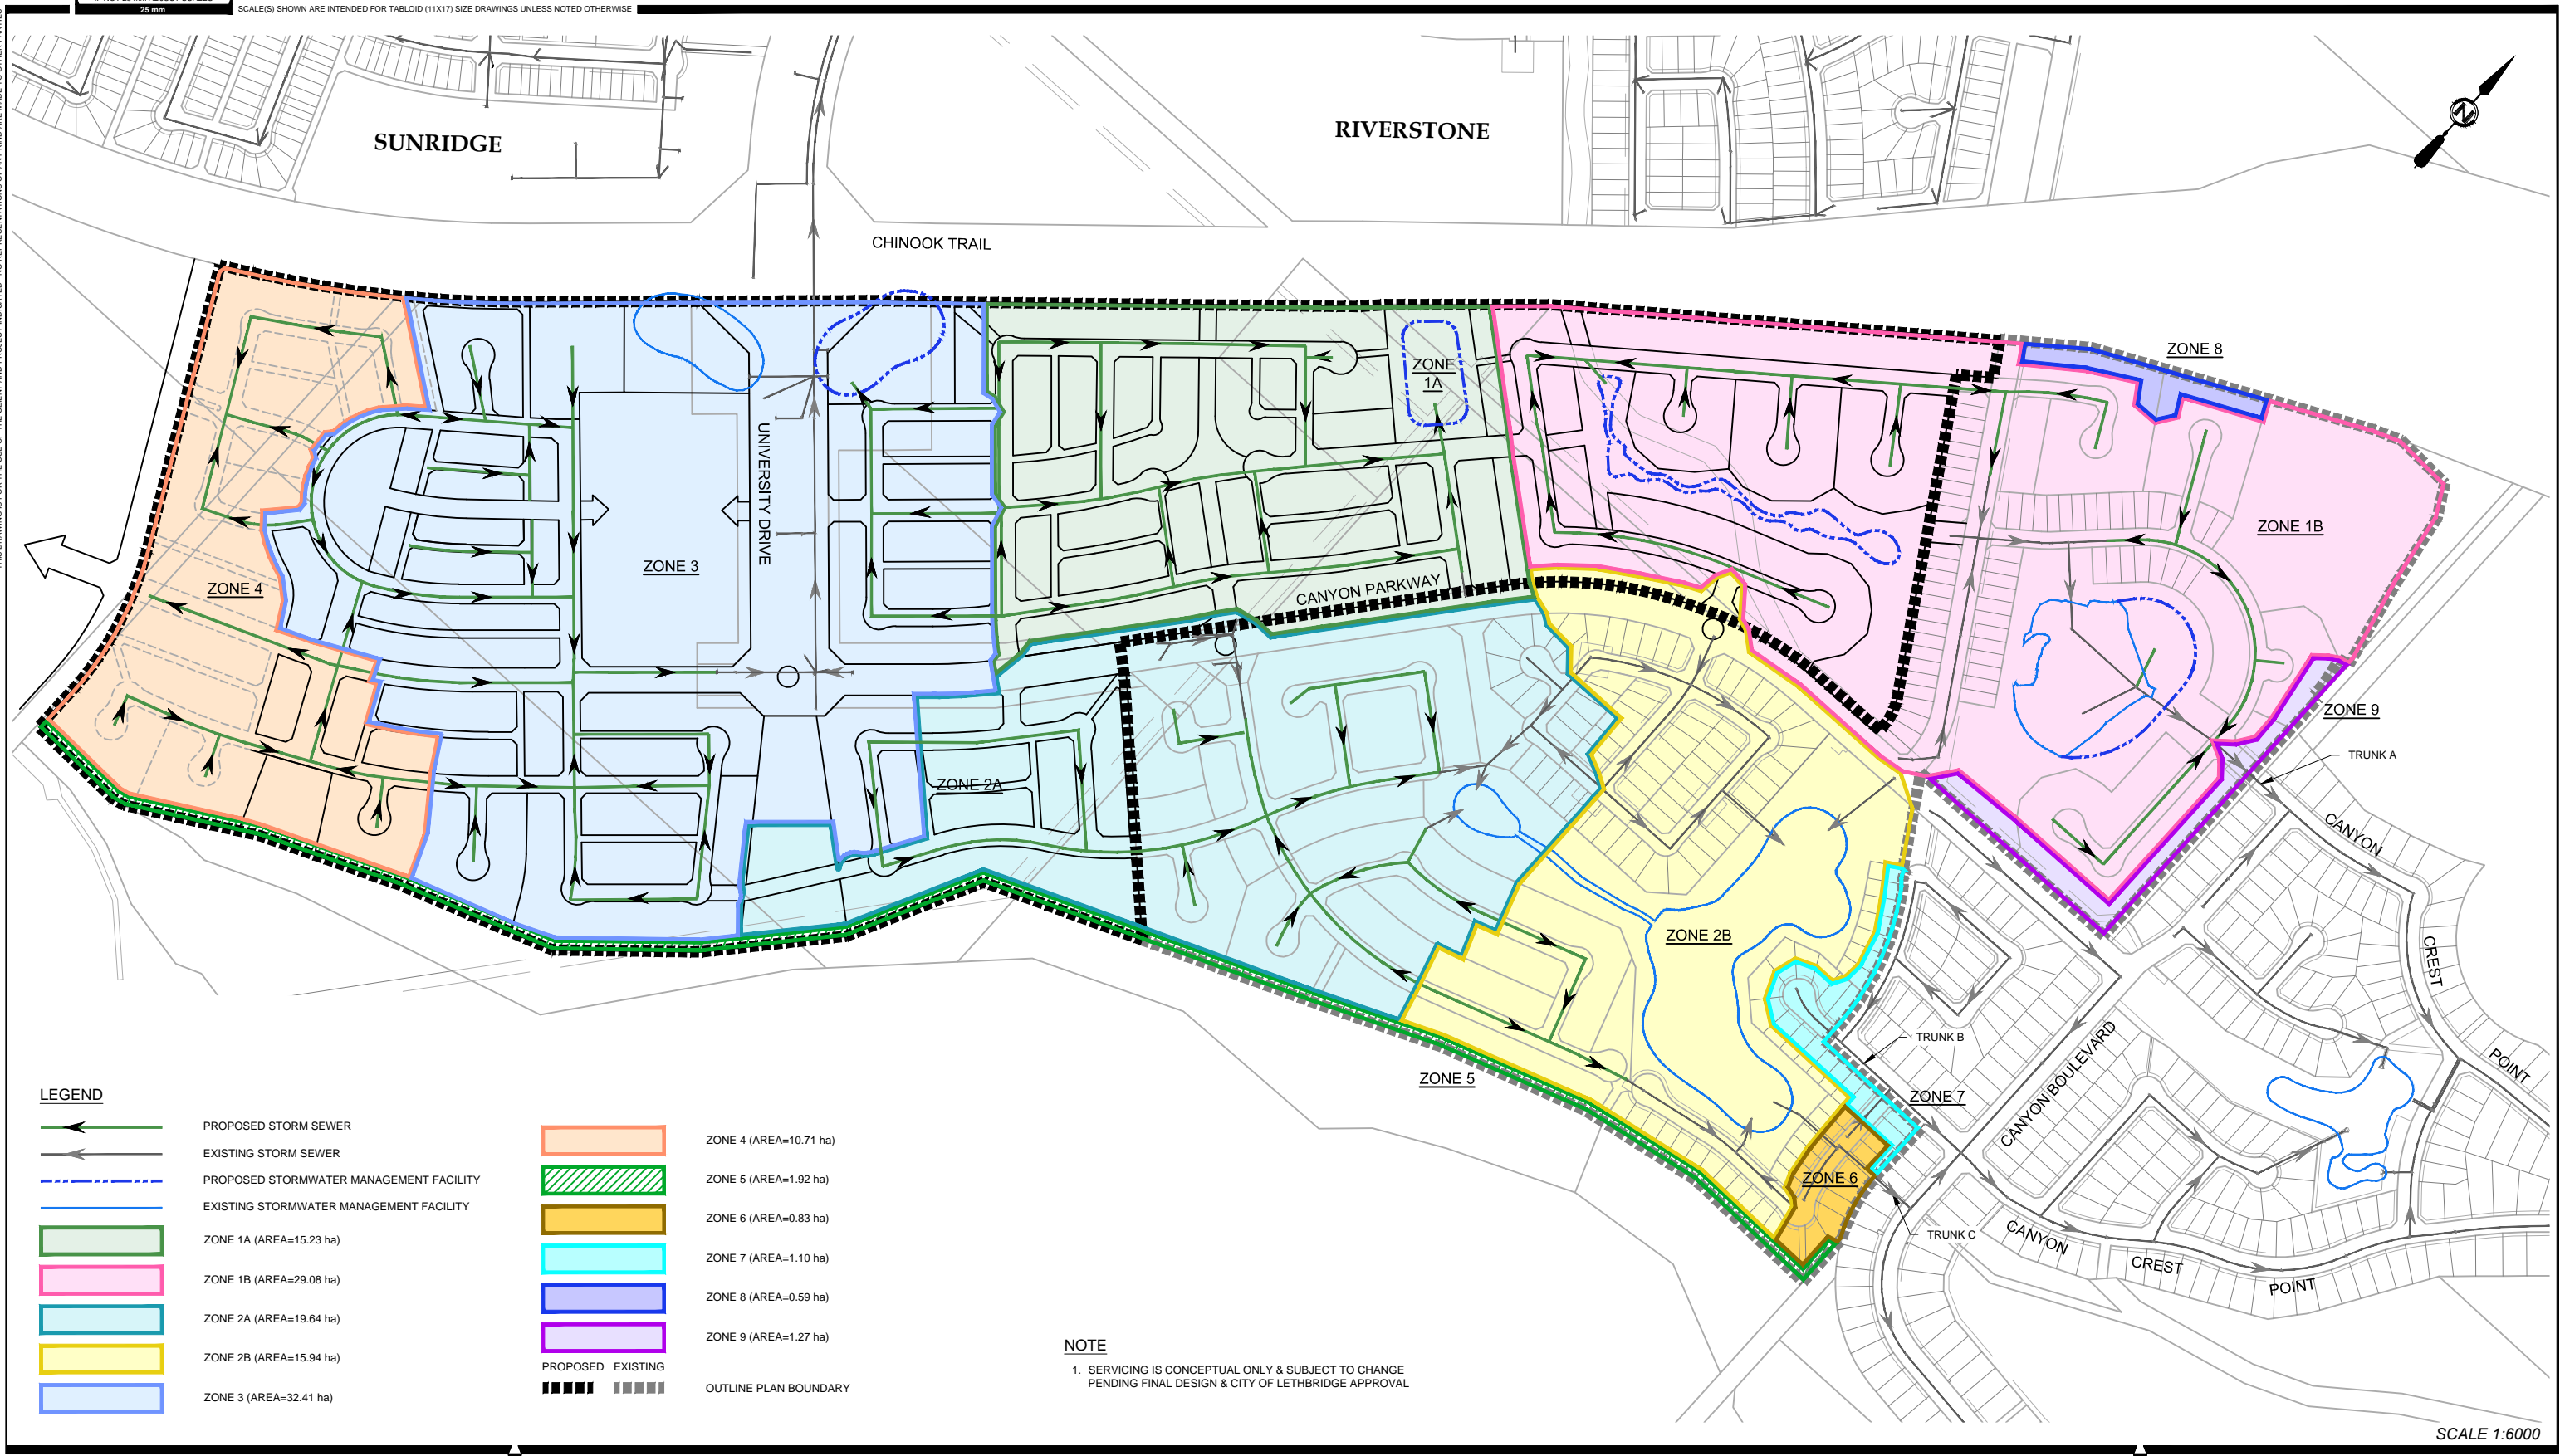 25 mm
SCALE(S) SHOWN ARE INTENDED FOR TABLOID (11X17) SIZE DRAWINGS UNLESS NOTED OTHERWISE
SUNRIDGE
RIVERSTONE
N
CHINOOK TRAIL
ZONE 8
ZONE
1A
UNIVERSITY DRIVE
ZONE 1B
ZONE 3
ZONE 4
CANYON PARKWAY
ZONE 9
TRUNK A
ZONE 2A
CANYON
CREST
POINT
ZONE 2B
TRUNK B
ZONE 5
ZONE 7
CANYON BOULEVARD
ZONE 6
TRUNK C
CANYON
CREST
POINT
LEGEND
PROPOSED STORM SEWER
EXISTING STORM SEWER
PROPOSED STORMWATER MANAGEMENT FACILITY
EXISTING STORMWATER MANAGEMENT FACILITY
ZONE 1A (AREA=15.23 ha)
ZONE 1B (AREA=29.08 ha)
ZONE 2A (AREA=19.64 ha)
ZONE 2B (AREA=15.94 ha)
ZONE 3 (AREA=32.41 ha)
ZONE 4 (AREA=10.71 ha)
ZONE 5 (AREA=1.92 ha)
ZONE 6 (AREA=0.83 ha)
ZONE 7 (AREA=1.10 ha)
ZONE 8 (AREA=0.59 ha)
ZONE 9 (AREA=1.27 ha)
PROPOSED EXISTING
OUTLINE PLAN BOUNDARY
NOTE
1. SERVICING IS CONCEPTUAL ONLY & SUBJECT TO CHANGE
PENDING FINAL DESIGN & CITY OF LETHBRIDGE APPROVAL
SCALE 1:6000